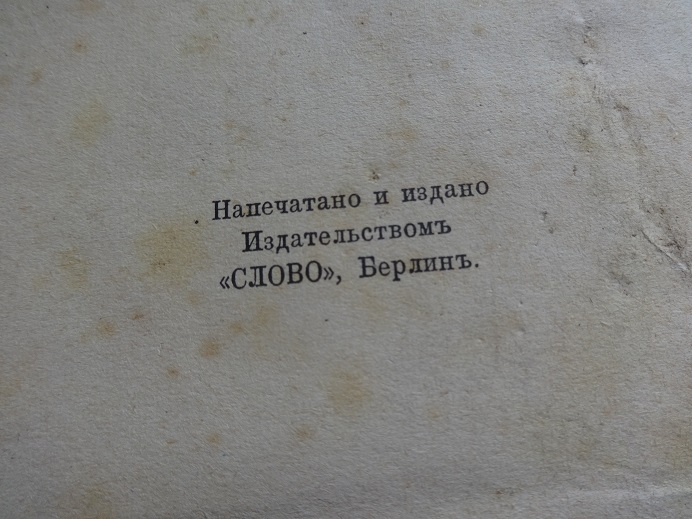 Напечатано и издано
Издательствомъ
«СЛОВО», Берлинъ.